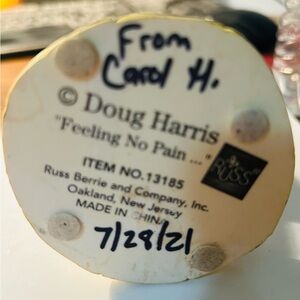 From
Carol H.
© Doug Harris
"Feeling No Pain ..."
RUSS
ITEM NO.13185
Russ Berrie and Company, Inc.
Oakland, New Jersey
MADE IN CHINA
7/28/21